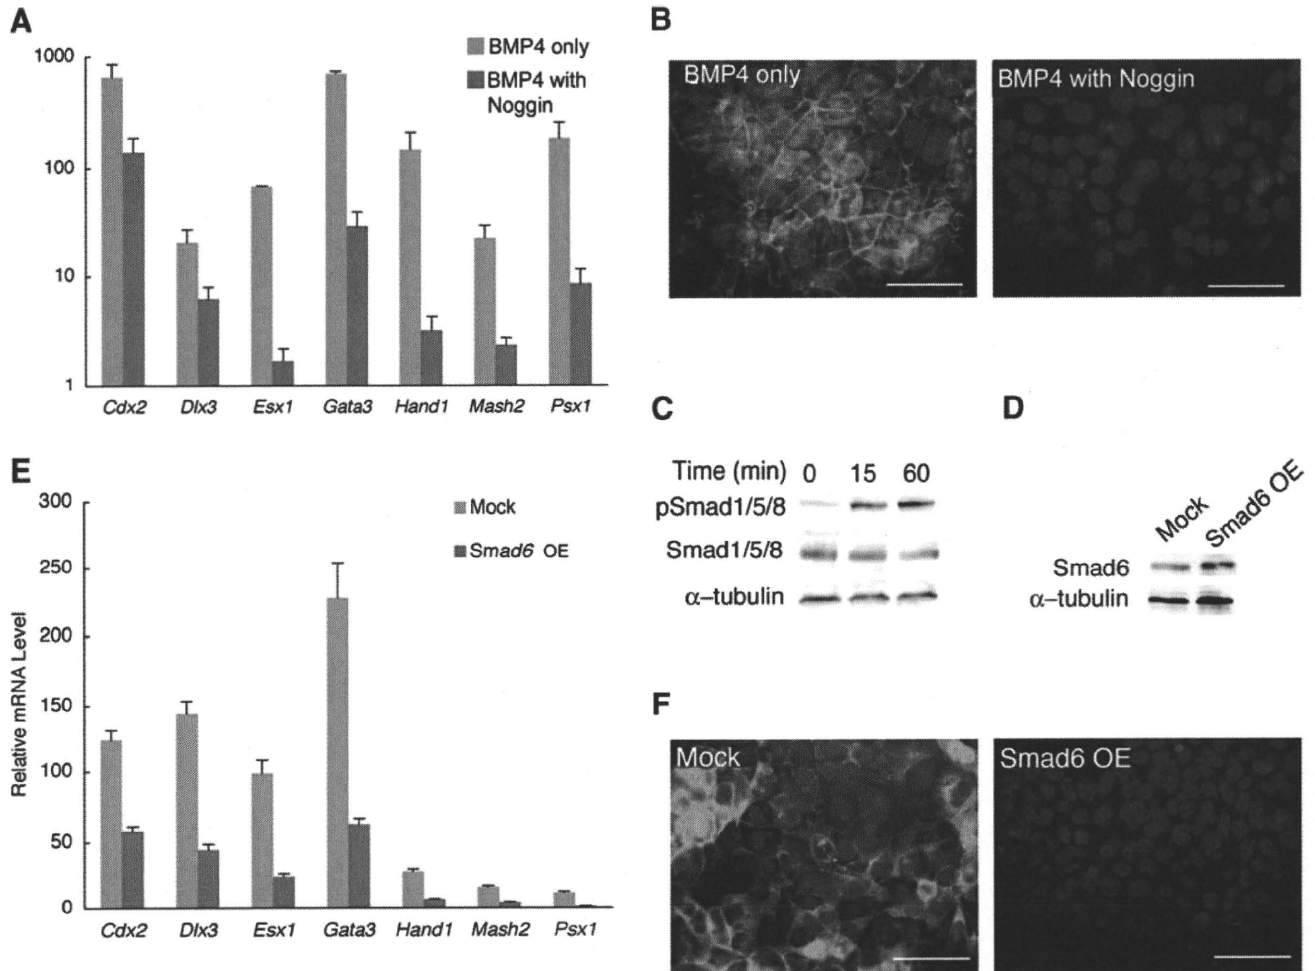 A
1000
100
10
1
BMP4 only
BMP4 with
Noggin
Cdx2 Dlx3 Esx1 Gata3 Hand1 Mash2 Psx1
B
BMP4 only
BMP4 with Noggin
C
Time (min) 0 15 60
pSmad1/5/8
Smad1/5/8
α–tubulin
D
Mock
Smad6 OE
Smad6
α–tubulin
E
Relative mRNA Level
300
250
200
150
100
50
0
Mock
Smad6 OE
Cdx2 Dlx3 Esx1 Gata3 Hand1 Mash2 Psx1
F
Mock
Smad6 OE